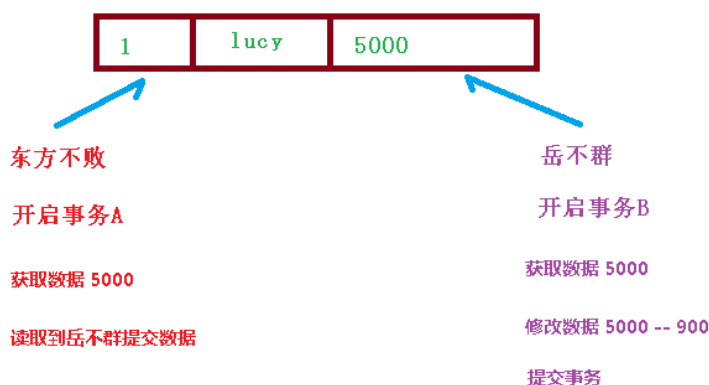 1 lucy 5000
东方不败
岳不群
开启事务A
开启事务B
获取数据 5000
获取数据 5000
读取到岳不群提交数据
修改数据 5000 -- 900
提交事务